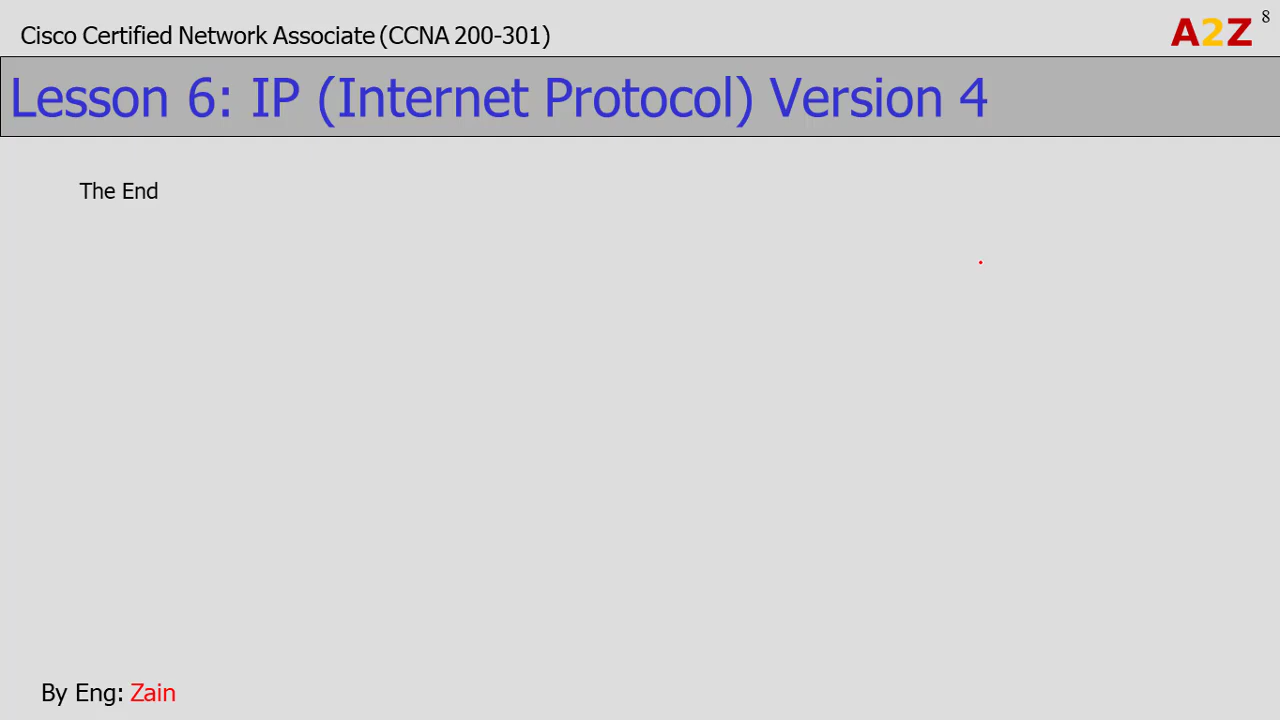 Cisco Certified Network Associate (CCNA 200-301)
A2Z
8
Lesson 6: IP (Internet Protocol) Version 4
The End
By Eng: Zain